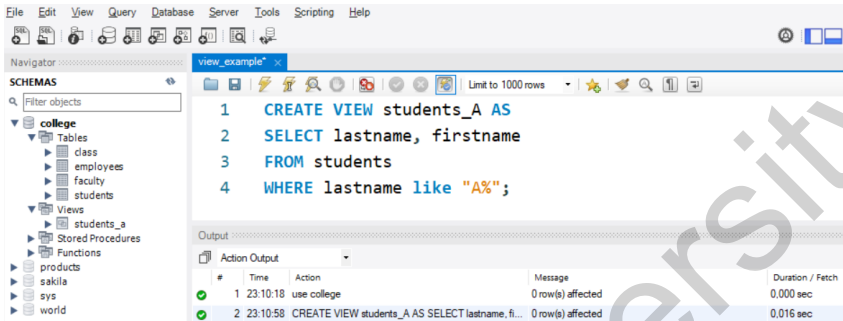 File Edit View Query Database Server Tools Scripting Help
Navigator
view_example*
SCHEMAS
Limit to 1000 rows
Filter objects
college
Tables
class
employees
faculty
students
Views
students_a
Stored Procedures
Functions
products
sakila
sys
world
1 CREATE VIEW students_A AS
2 SELECT lastname, firstname
3 FROM students
4 WHERE lastname like "A%";
Output
Action Output
# Time Action Message Duration / Fetch
1 23:10:18 use college 0 row(s) affected 0,000 sec
2 23:10:58 CREATE VIEW students_A AS SELECT lastname, fi... 0 row(s) affected 0,016 sec
ersity